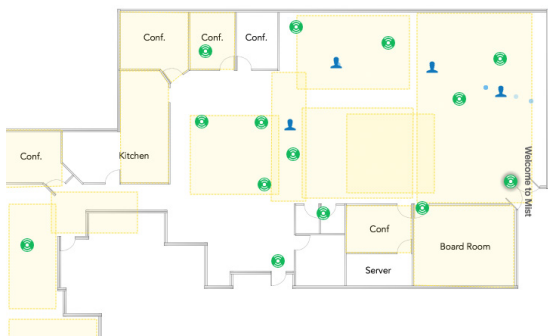 Conf.
Conf.
Conf.
Conf.
Kitchen
Welcome to Mist
Conf
Board Room
Server